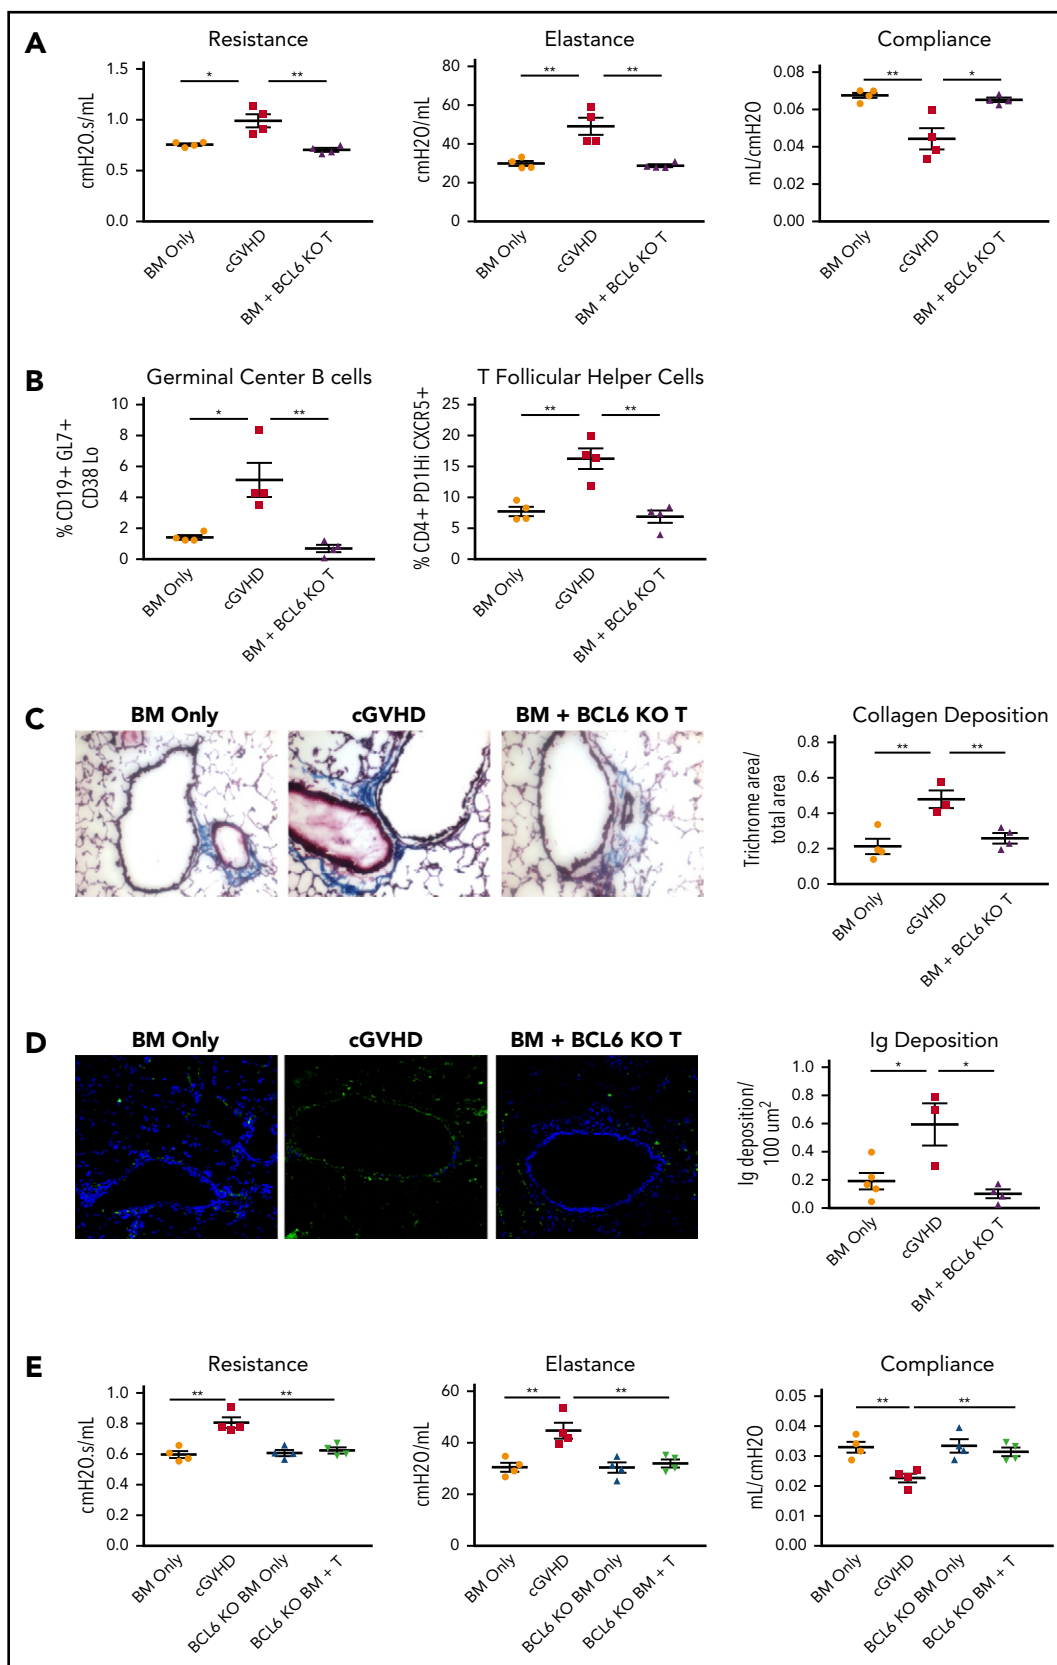 A
Resistance
cmH2O.s/mL
1.5
1.0
0.5
0.0
*
**
BM Only
cGVHD
BM + BCL6 KO T
Elastance
cmH2O/mL
80
60
40
20
0
**
**
BM Only
cGVHD
BM + BCL6 KO T
Compliance
mL/cmH2O
0.08
0.06
0.04
0.02
0.00
**
*
BM Only
cGVHD
BM + BCL6 KO T
B
Germinal Center B cells
% CD19+ GL7+
CD38 Lo
10
8
6
4
2
0
*
**
BM Only
cGVHD
BM + BCL6 KO T
T Follicular Helper Cells
% CD4+ PD1Hi CXCR5+
25
20
15
10
5
0
**
**
BM Only
cGVHD
BM + BCL6 KO T
C
BM Only
cGVHD
BM + BCL6 KO T
Collagen Deposition
Trichrome area/
total area
0.8
0.6
0.4
0.2
0.0
**
**
BM Only
cGVHD
BM + BCL6 KO T
D
BM Only
cGVHD
BM + BCL6 KO T
Ig Deposition
Ig deposition/
100 um²
1.0
0.8
0.6
0.4
0.2
0.0
*
*
BM Only
cGVHD
BM + BCL6 KO T
E
Resistance
cmH2O.s/mL
1.0
0.8
0.6
0.4
0.2
0.0
**
**
BM Only
cGVHD
BCL6 KO BM Only
BCL6 KO BM + T
Elastance
cmH2O/mL
60
40
20
0
**
**
BM Only
cGVHD
BCL6 KO BM Only
BCL6 KO BM + T
Compliance
mL/cmH2O
0.05
0.04
0.03
0.02
0.01
0.00
**
**
BM Only
cGVHD
BCL6 KO BM Only
BCL6 KO BM + T